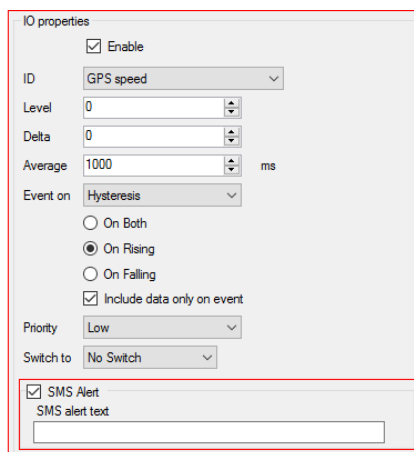 IO properties
Enable
ID GPS speed
Level 0
Delta 0
Average 1000 ms
Event on Hysteresis
On Both
On Rising
On Falling
Include data only on event
Priority Low
Switch to No Switch
SMS Alert
SMS alert text